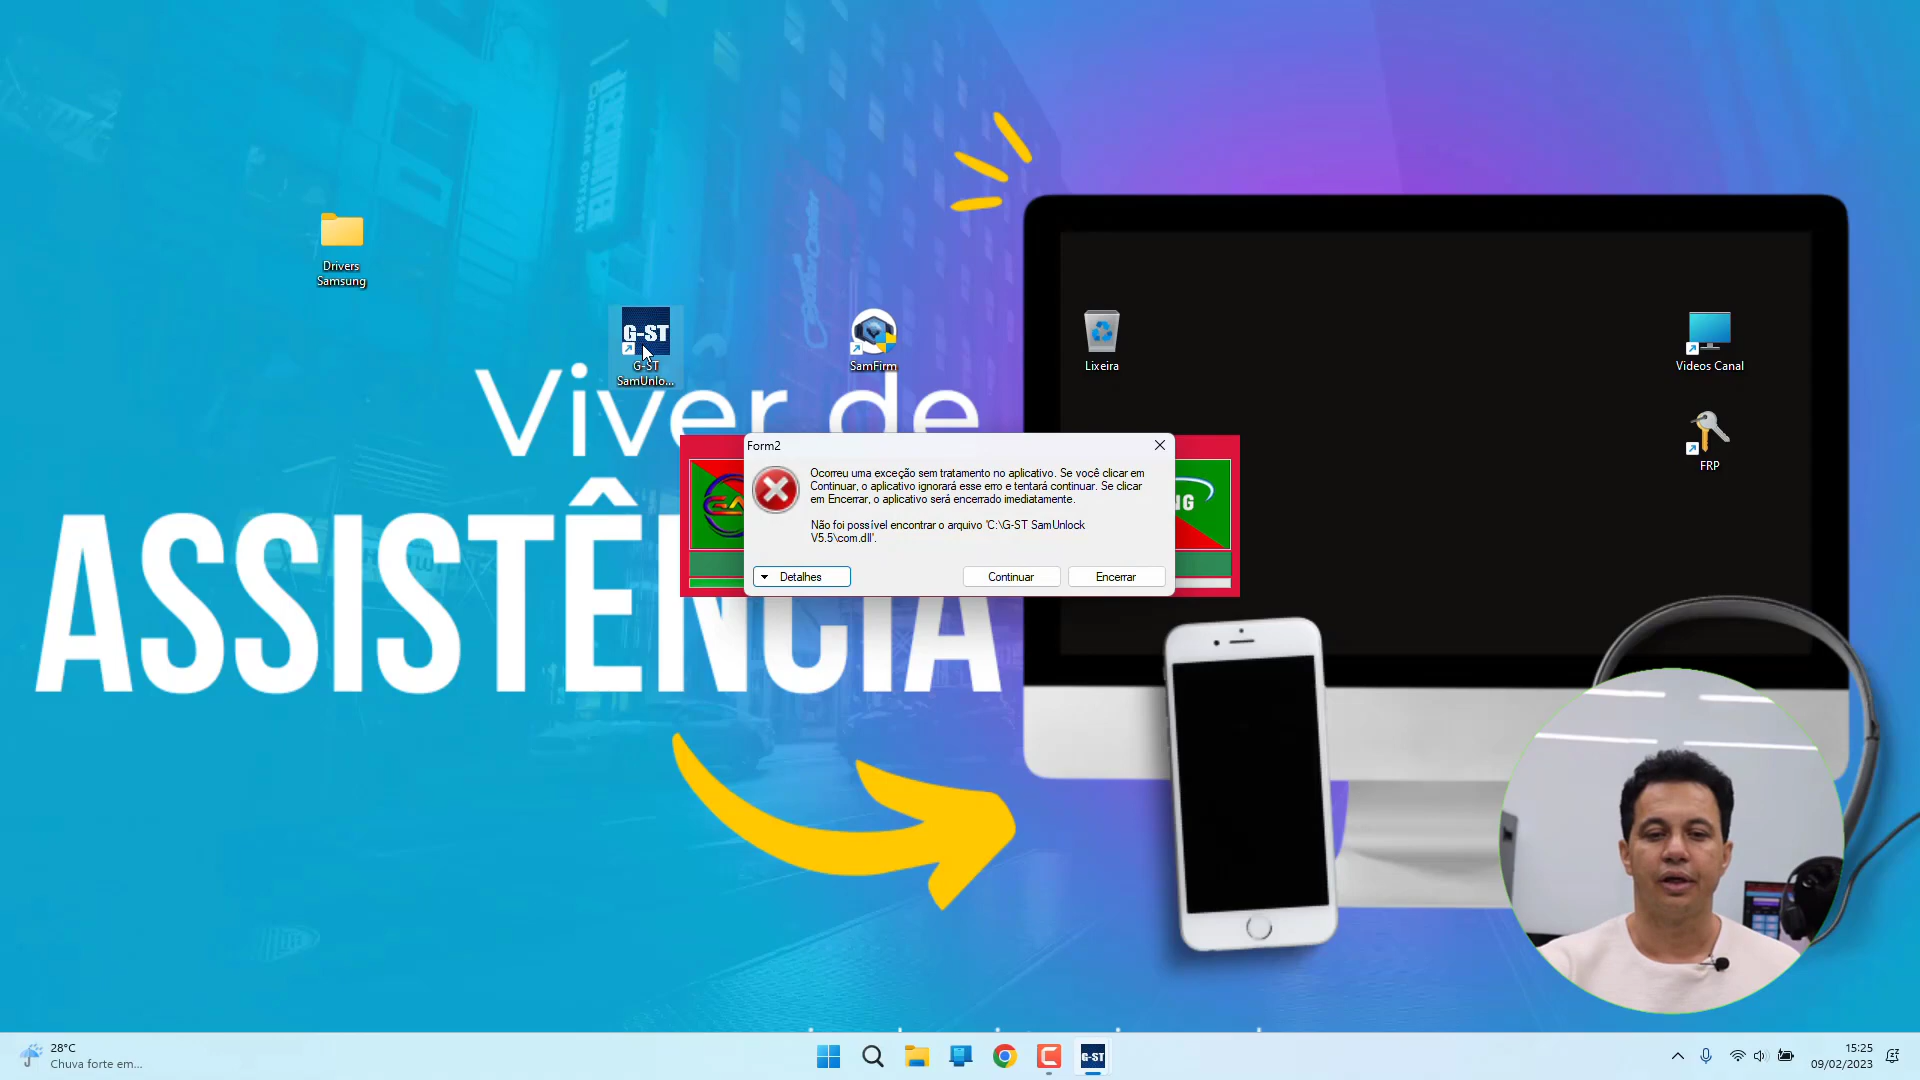 Drivers
Samsung
G-ST
G-ST
SamUnlo...
SamFirm
Lixeira
Videos Canal
FRP
Viver de
ASSISTÊNCIA
Form2
Ocorreu uma exceção sem tratamento no aplicativo. Se você clicar em
Continuar, o aplicativo ignorará esse erro e tentará continuar. Se clicar
em Encerrar, o aplicativo será encerrado imediatamente.
Não foi possível encontrar o arquivo 'C:\G-ST SamUnlock
V5.5\com.dll'.
Detalhes
Continuar
Encerrar
NG
28°C
Chuva forte em...
G-ST
15:25
09/02/2023